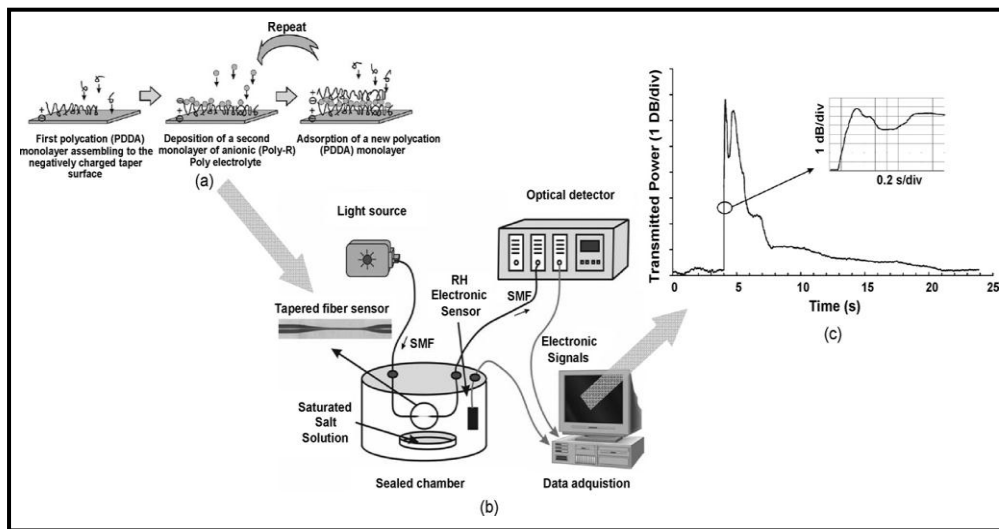 Repeat
First polycation (PDDA)
monolayer assembling to the
negatively charged taper
surface
Deposition of a second
monolayer of anionic (Poly-R)
Poly electrolyte
Adsorption of a new polycation
(PDDA) monolayer
(a)
Light source
Optical detector
Tapered fiber sensor
SMF
RH
Electronic
Sensor
SMF
Electronic
Signals
Saturated
Salt
Solution
Sealed chamber
Data adquistion
(b)
Transmitted Power (1 DB/div)
1 dB/div
0.2 s/div
0 5 10 15 20 25
Time (s)
(c)